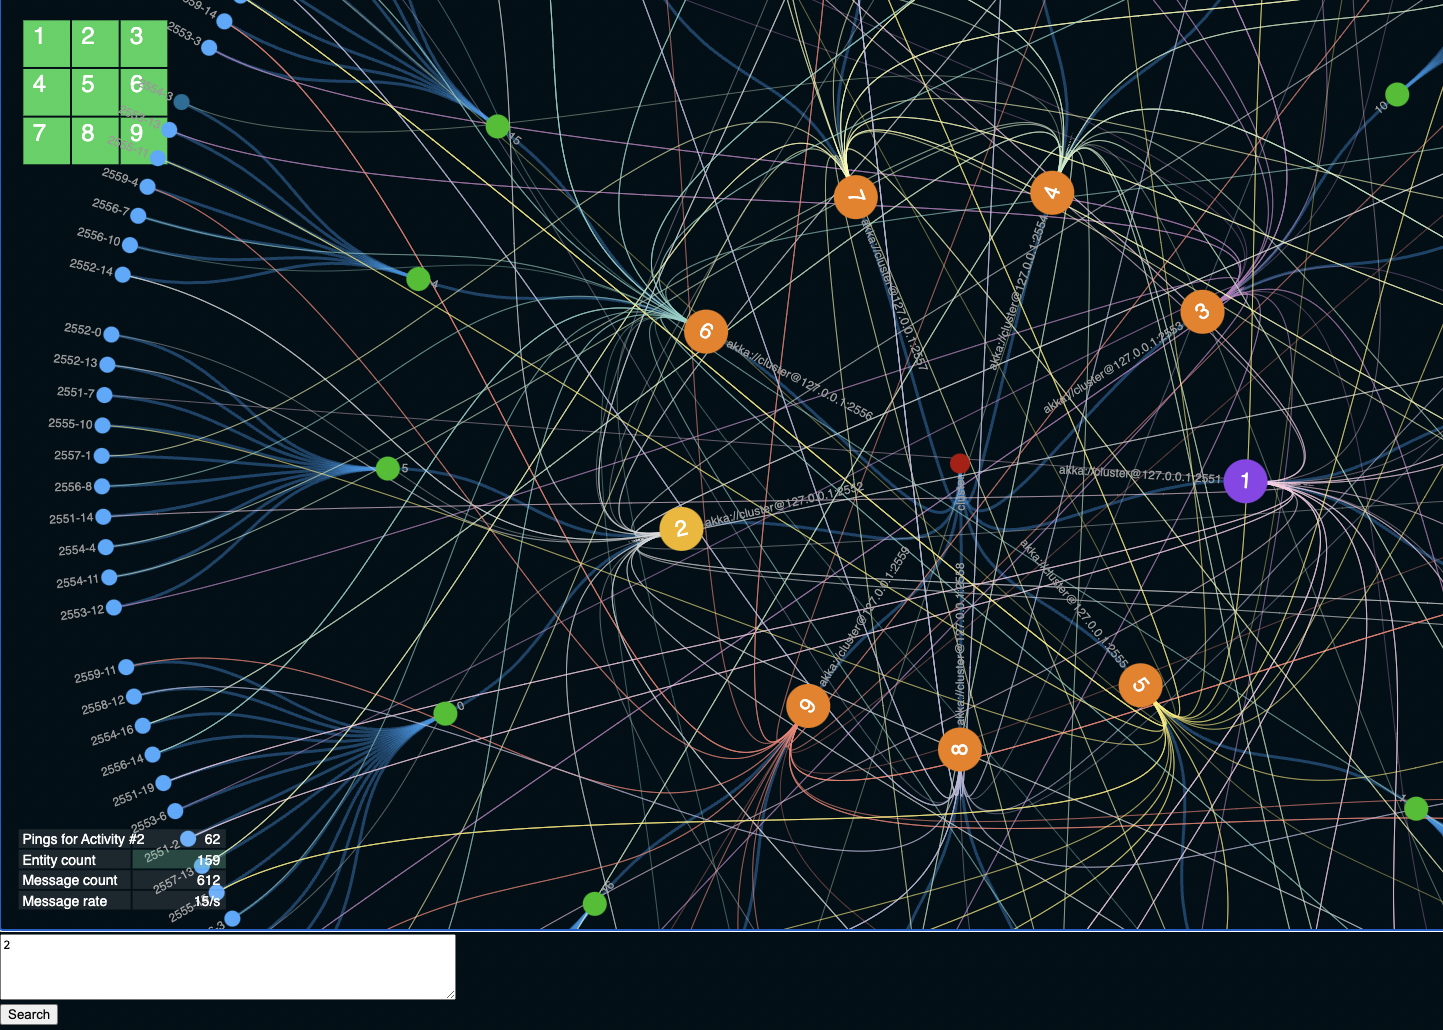 1 2 3
4 5 6
7 8 9
2553-3
2559-4
2556-7
2556-10
2552-14
2552-0
2552-13
2551-7
2555-10
2557-1
2556-8
2551-14
2554-4
2554-11
2553-12
2559-11
2558-12
2554-16
2556-14
2551-19
2553-6
2551-2
2557-13
15
4
5
0
10
7
4
6
3
2
1
9
8
5
akka://cluster@127.0.0.1:2557
akka://cluster@127.0.0.1:2554
akka://cluster@127.0.0.1:2553
akka://cluster@127.0.0.1:2556
akka://cluster@127.0.0.1:2551
akka://cluster@127.0.0.1:2552
cluster
akka://cluster@127.0.0.1:2559
akka://cluster@127.0.0.1:2558
akka://cluster@127.0.0.1:2555
Pings for Activity #2 62
Entity count 159
Message count 612
Message rate 15/s
2
Search